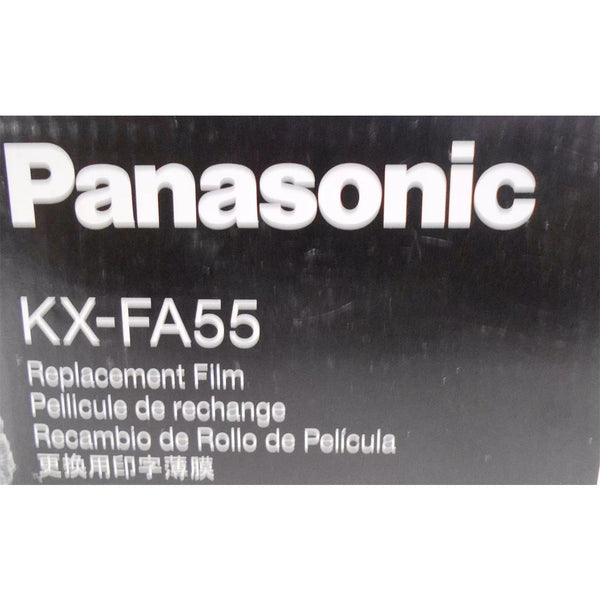 Panasonic
KX-FA55
Replacement Film
Pellicule de rechange
Recambio de Rollo de Película
更換用印字薄膜